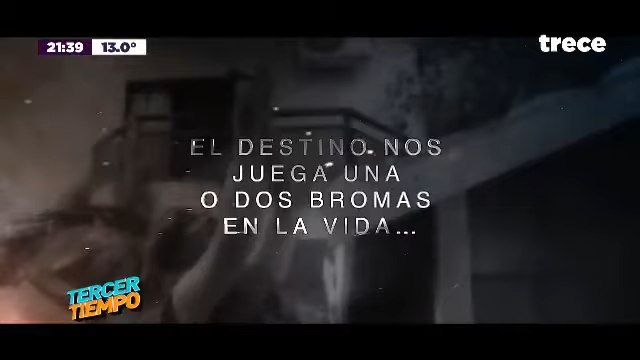 21:39 13.0°
trece
EL DESTINO NOS
JUEGA UNA
O DOS BROMAS
EN LA VIDA...
TERCER
TIEMPO